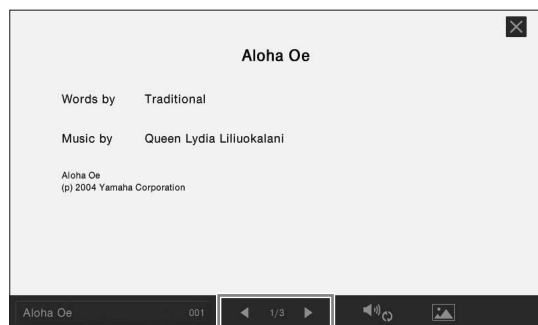 Aloha Oe
Words by Traditional
Music by Queen Lydia Liliuokalani
Aloha Oe
(p) 2004 Yamaha Corporation
Aloha Oe 001 1/3